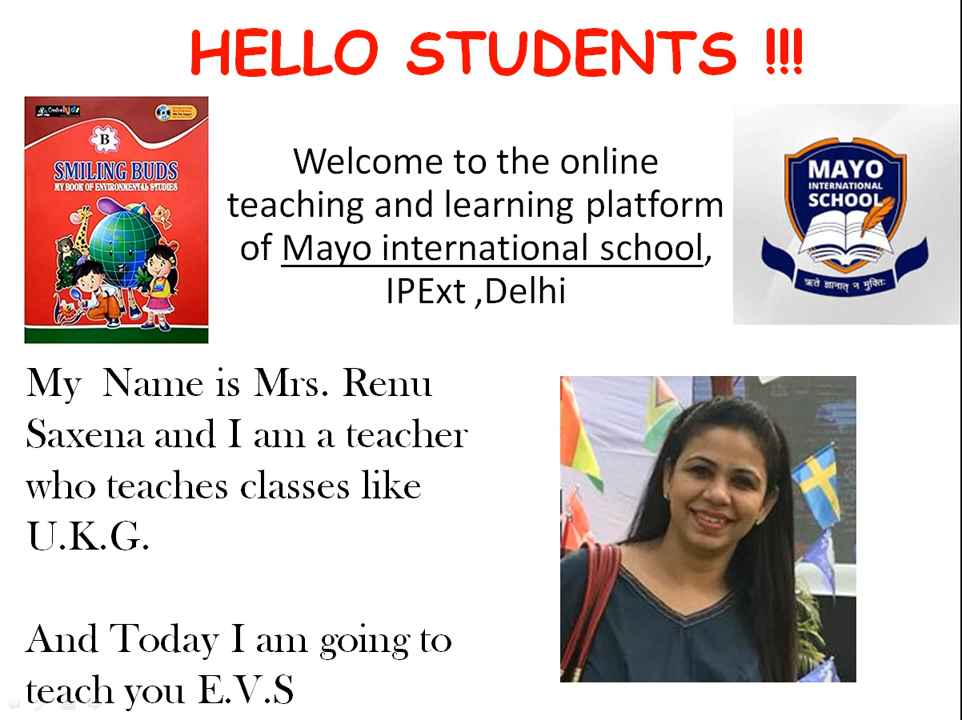 HELLO STUDENTS !!!
B
SMILING BUDS
MY BOOK OF ENVIRONMENTAL STUDIES
Welcome to the online
teaching and learning platform
of Mayo international school,
IPExt ,Delhi
MAYO
INTERNATIONAL
SCHOOL
ऋते ज्ञानात् न मुक्तिः
My Name is Mrs. Renu
Saxena and I am a teacher
who teaches classes like
U.K.G.
And Today I am going to
teach you E.V.S